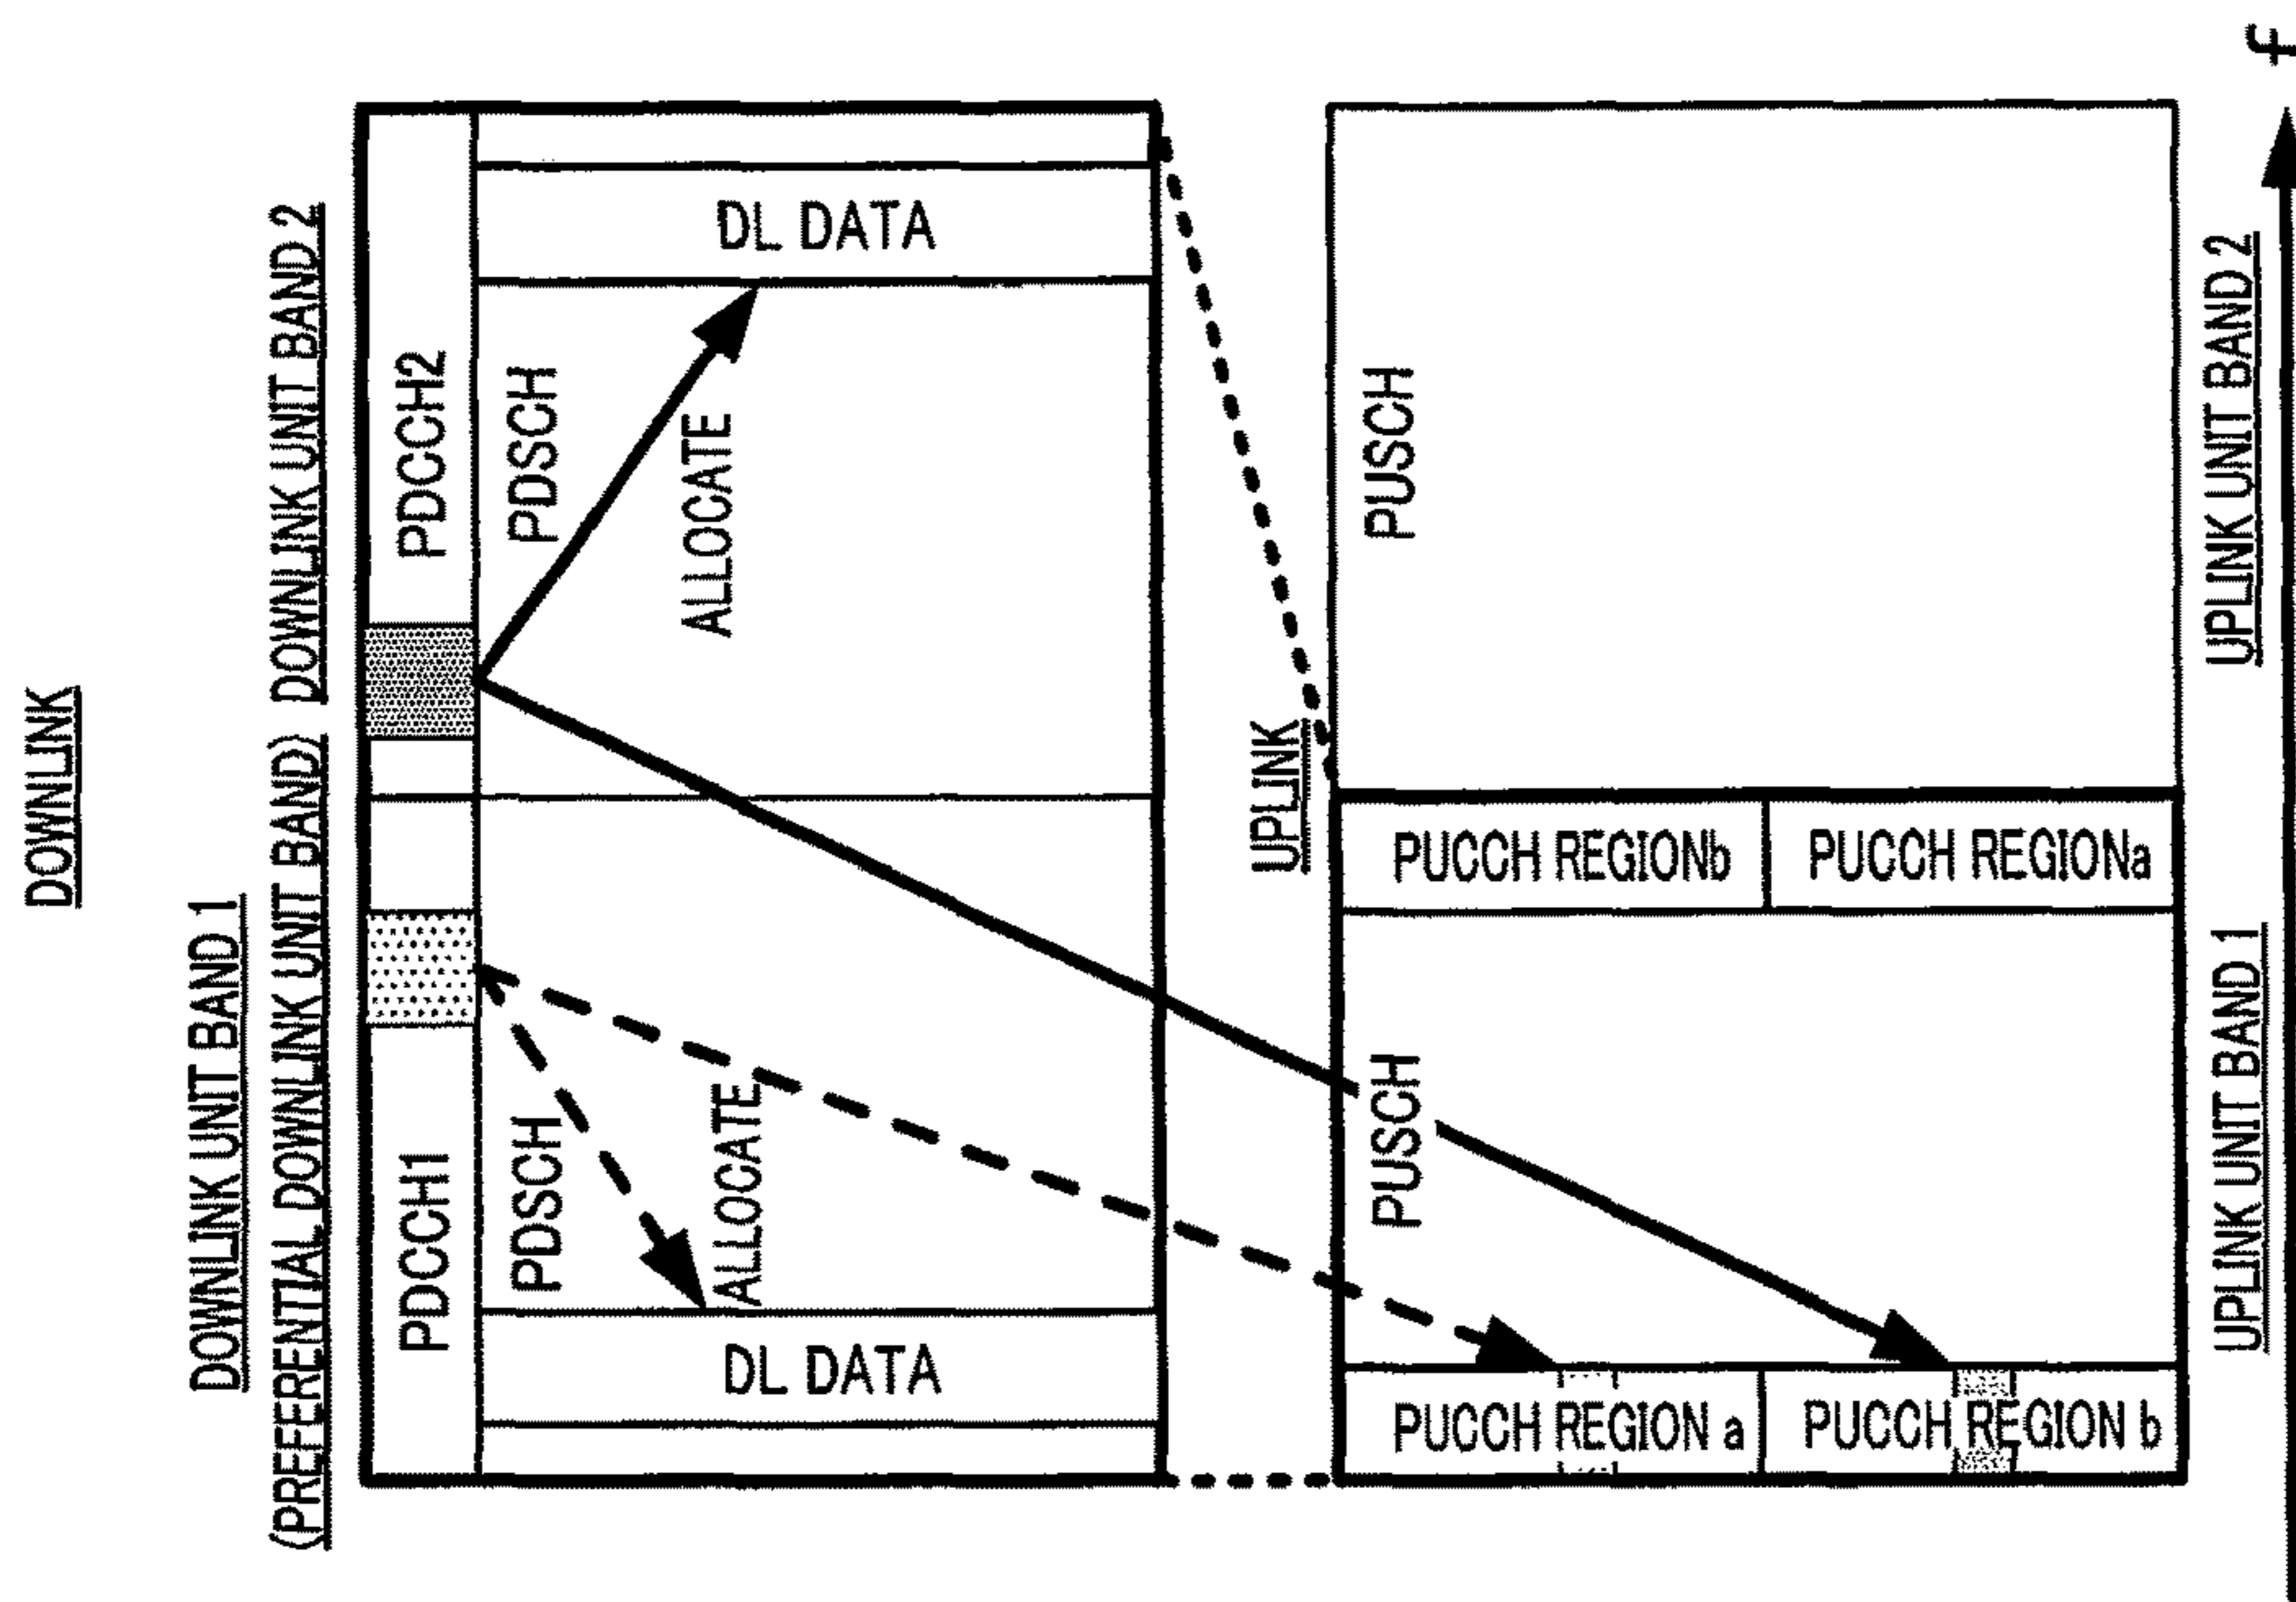 DOWNLINK
DOWNLINK UNIT BAND 1
(PREFERENTIAL DOWNLINK UNIT BAND)
DOWNLINK UNIT BAND 2
PDCCH1
PDCCH2
PDSCH
PDSCH
ALLOCATE
ALLOCATE
DL DATA
DL DATA
UPLINK
PUSCH
PUSCH
PUCCH REGION a
PUCCH REGIONb
PUCCH REGION b
PUCCH REGIONa
UPLINK UNIT BAND 1
UPLINK UNIT BAND 2
f